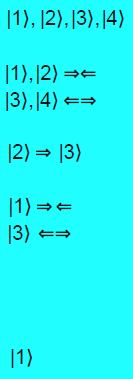 |1⟩, |2⟩, |3⟩, |4⟩
|1⟩,|2⟩ ⇒⇐
|3⟩,|4⟩ ⇐⇒
|2⟩ ⇒ |3⟩
|1⟩ ⇒⇐
|3⟩ ⇐⇒
|1⟩